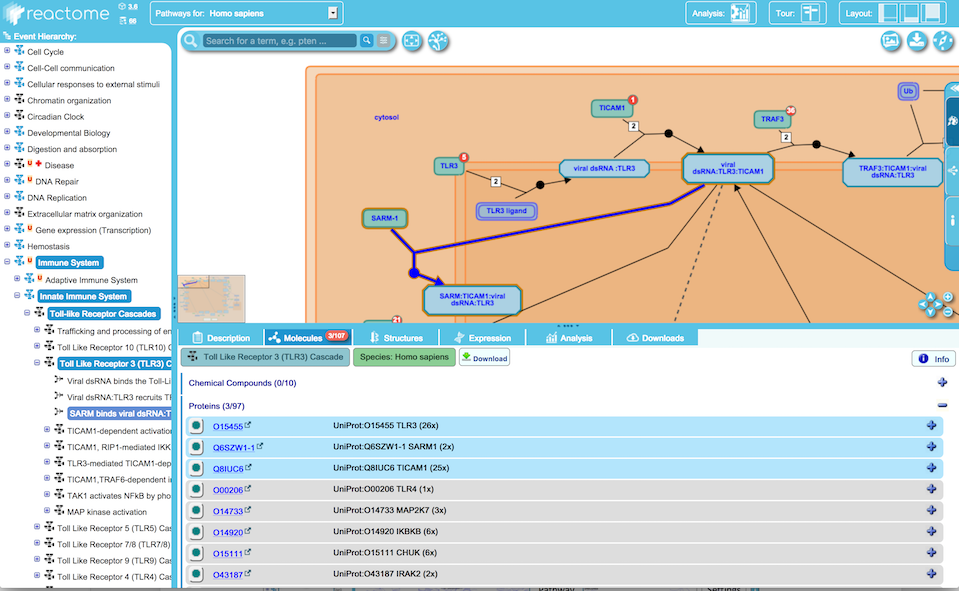 reactome
3.6
66
Pathways for: Homo sapiens
Analysis:
Tour:
Layout:
Event Hierarchy:
Cell Cycle
Cell-Cell communication
Cellular responses to external stimuli
Chromatin organization
Circadian Clock
Developmental Biology
Digestion and absorption
Disease
DNA Repair
DNA Replication
Extracellular matrix organization
Gene expression (Transcription)
Hemostasis
Immune System
Adaptive Immune System
Innate Immune System
Toll-like Receptor Cascades
Trafficking and processing of en
Toll Like Receptor 10 (TLR10) C
Toll Like Receptor 3 (TLR3) C
Viral dsRNA binds the Toll-Li
Viral dsRNA:TLR3 recruits T
SARM binds viral dsRNA:T
TICAM1-dependent activatio
TICAM1, RIP1-mediated IKK
TLR3-mediated TICAM1-dep
TICAM1,TRAF6-dependent i
TAK1 activates NFkB by pho
MAP kinase activation
Toll Like Receptor 5 (TLR5) Cas
Toll Like Receptor 7/8 (TLR7/8)
Toll Like Receptor 9 (TLR9) Cas
Toll Like Receptor 4 (TLR4) Cas
Search for a term, e.g. pten ...
cytosol
TICAM1
1
2
TRAF3
36
2
Ub
TLR3
8
2
viral dsRNA :TLR3
viral
dsRNA:TLR3:TICAM1
TRAF3:TICAM1:viral
dsRNA:TLR3
TLR3 ligand
SARM-1
SARM:TICAM1:viral
dsRNA:TLR3
21
Description
Molecules
3/107
Structures
Expression
Analysis
Downloads
Toll Like Receptor 3 (TLR3) Cascade
Species: Homo sapiens
Download
Info
Chemical Compounds (0/10)
Proteins (3/97)
O15455 UniProt:O15455 TLR3 (26x)
Q6SZW1-1 UniProt:Q6SZW1-1 SARM1 (2x)
Q8IUC6 UniProt:Q8IUC6 TICAM1 (25x)
O00206 UniProt:O00206 TLR4 (1x)
O14733 UniProt:O14733 MAP2K7 (3x)
O14920 UniProt:O14920 IKBKB (6x)
O15111 UniProt:O15111 CHUK (6x)
O43187 UniProt:O43187 IRAK2 (2x)